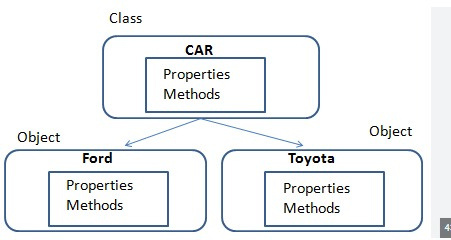 Class
CAR
Properties
Methods
Object
Object
Ford
Toyota
Properties
Methods
Properties
Methods